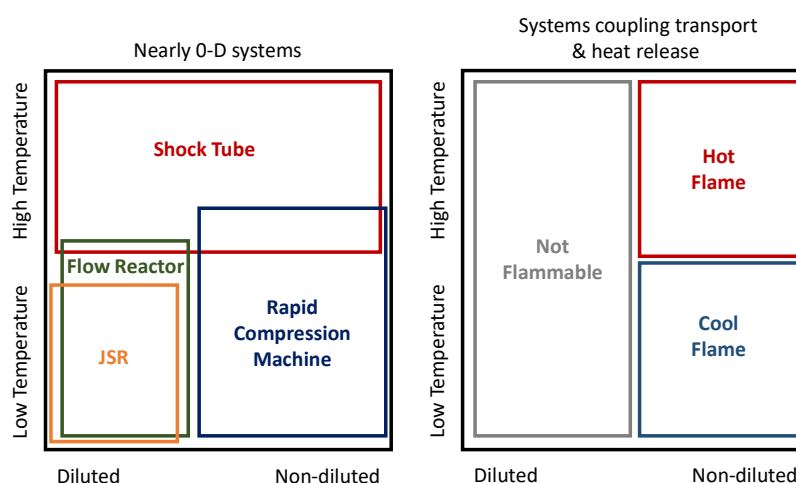 Nearly 0-D systems
High Temperature
Low Temperature
Shock Tube
Flow Reactor
JSR
Rapid
Compression
Machine
Diluted
Non-diluted
Systems coupling transport
& heat release
High Temperature
Low Temperature
Not
Flammable
Hot
Flame
Cool
Flame
Diluted
Non-diluted